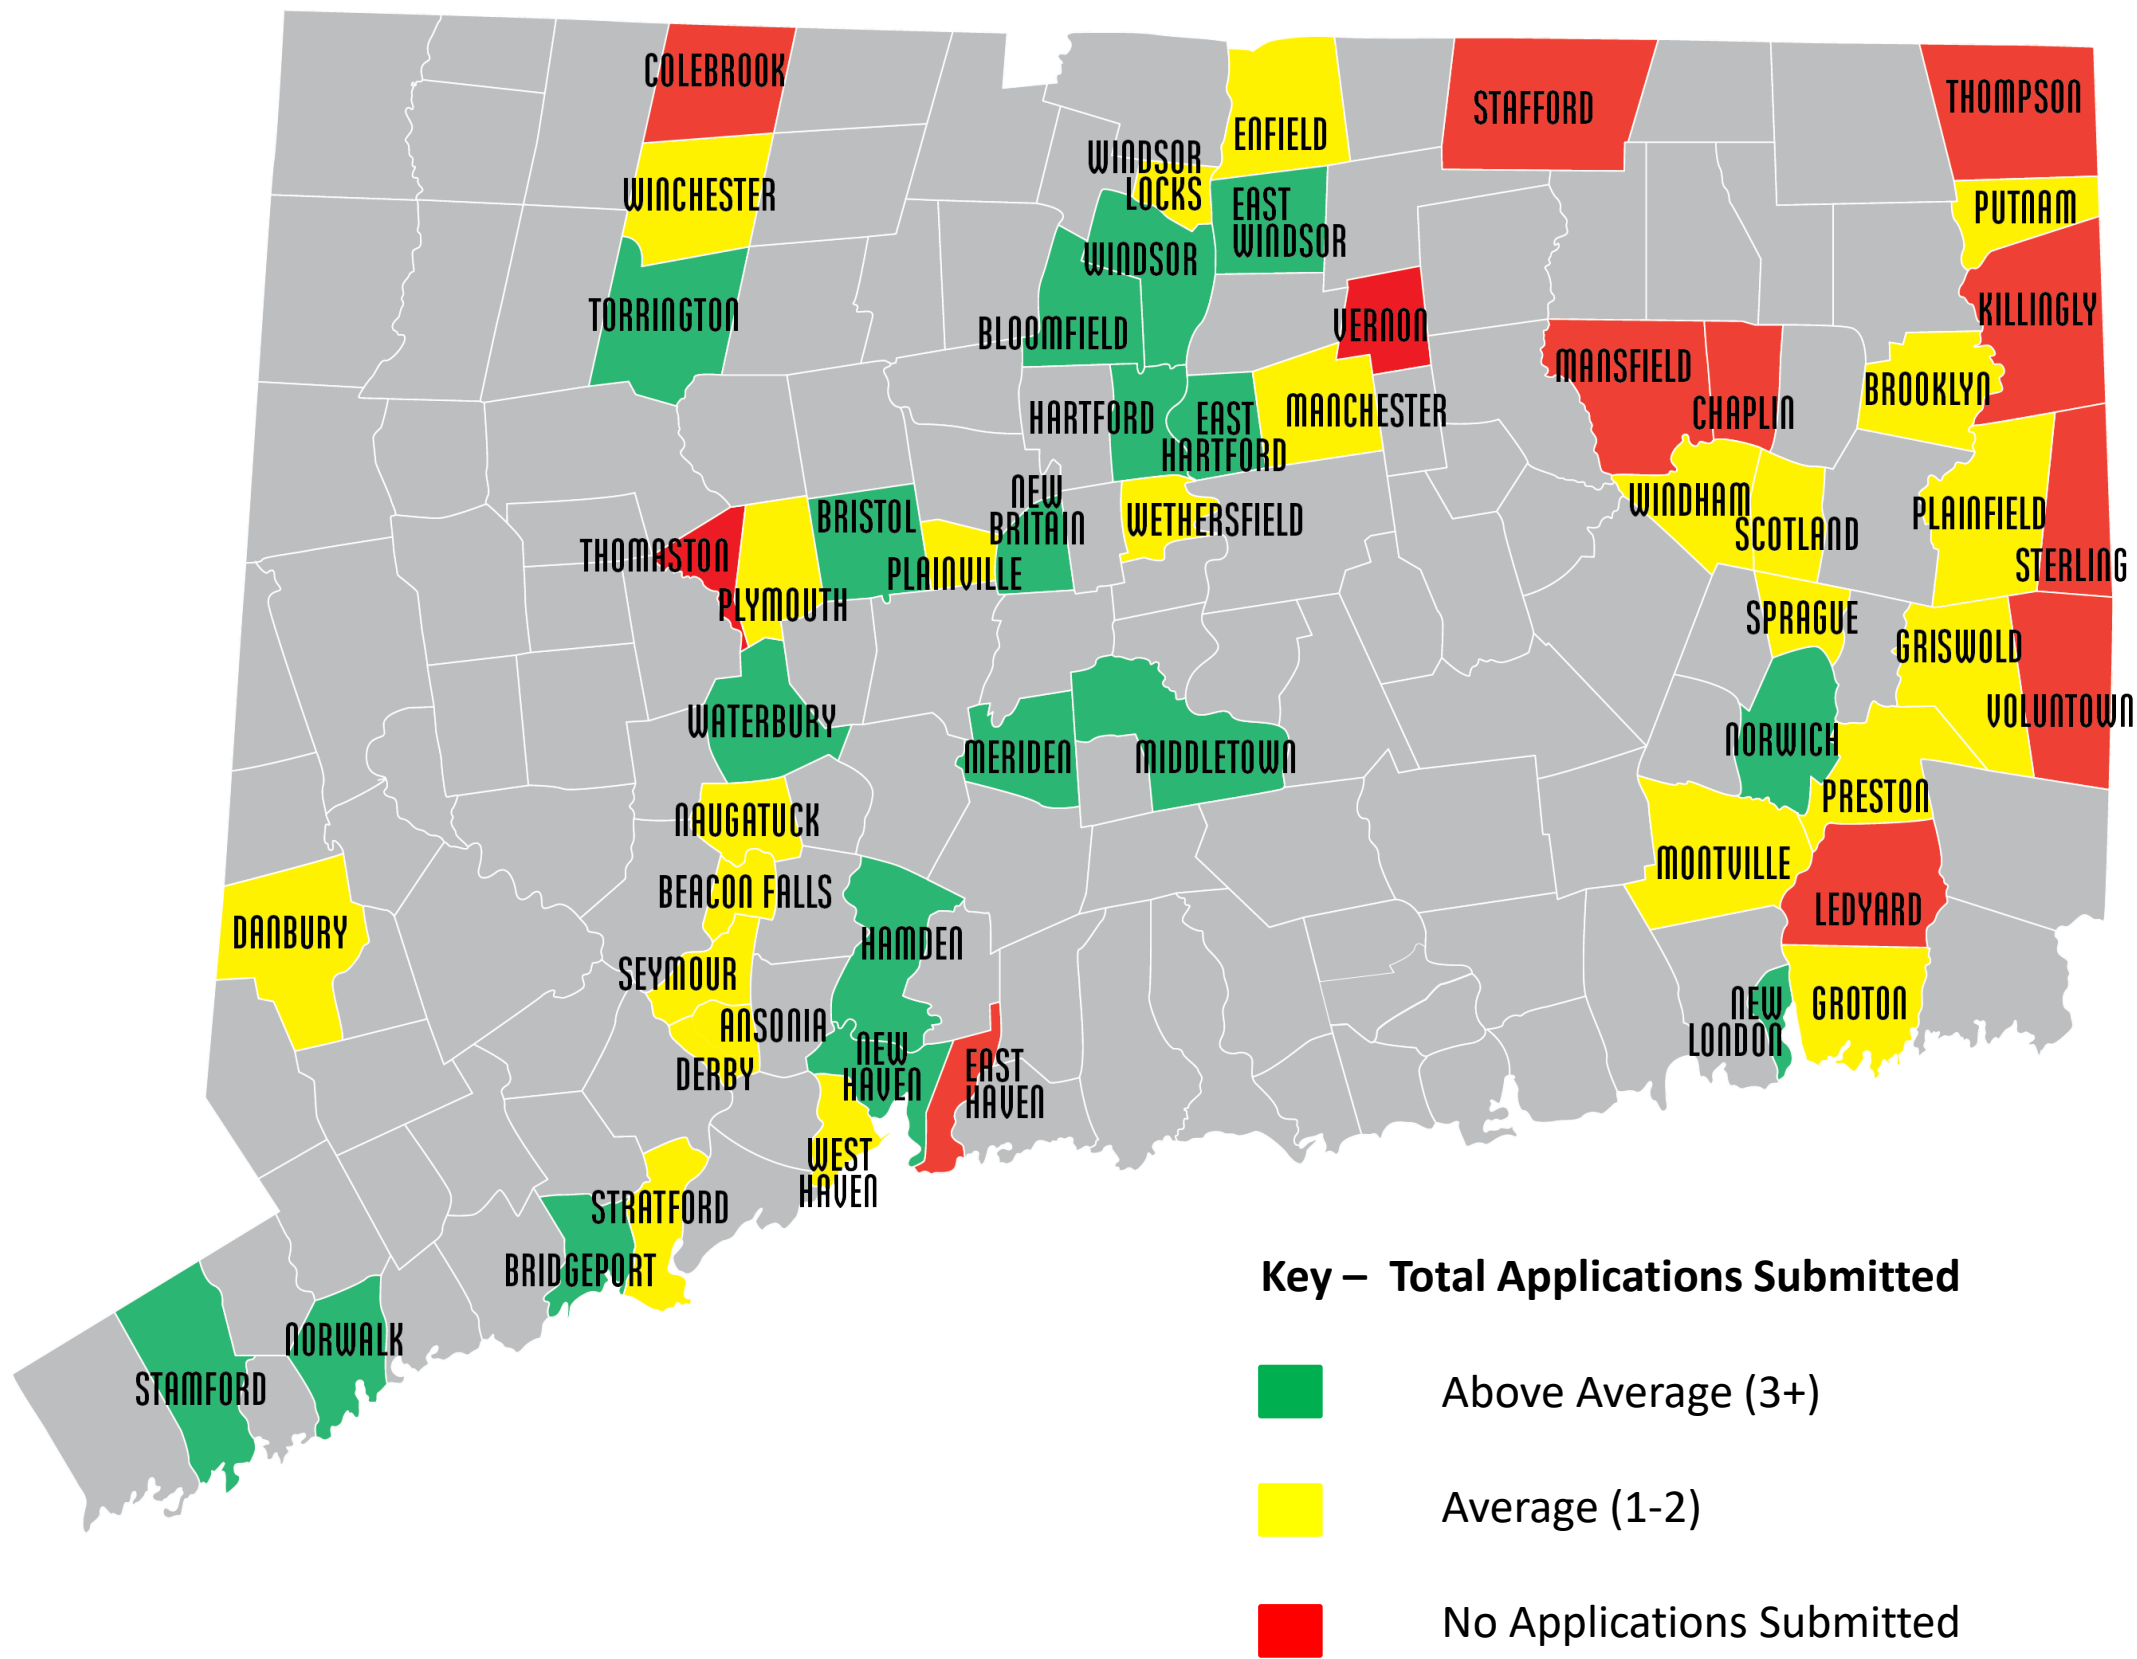 COLEBROOK
STAFFORD
THOMPSON
ENFIELD
WINDSOR
LOCKS
WINCHESTER
EAST
WINDSOR
PUTNAM
WINDSOR
TORRINGTON
KILLINGLY
BLOOMFIELD
VERNON
MANSFIELD
BROOKLYN
HARTFORD
EAST
HARTFORD
MANCHESTER
CHAPLIN
NEW
BRITAIN
BRISTOL
WETHERSFIELD
WINDHAM
SCOTLAND
PLAINFIELD
THOMASTON
PLAINVILLE
STERLING
PLYMOUTH
SPRAGUE
GRISWOLD
WATERBURY
VOLUNTOWN
MERIDEN
MIDDLETOWN
NORWICH
PRESTON
NAUGATUCK
MONTVILLE
BEACON FALLS
LEDYARD
DANBURY
HAMDEN
SEYMOUR
ANSONIA
NEW
LONDON
GROTON
DERBY
NEW
HAVEN
EAST
HAVEN
WEST
HAVEN
STRATFORD
BRIDGEPORT
NORWALK
STAMFORD
Key – Total Applications Submitted
Above Average (3+)
Average (1-2)
No Applications Submitted